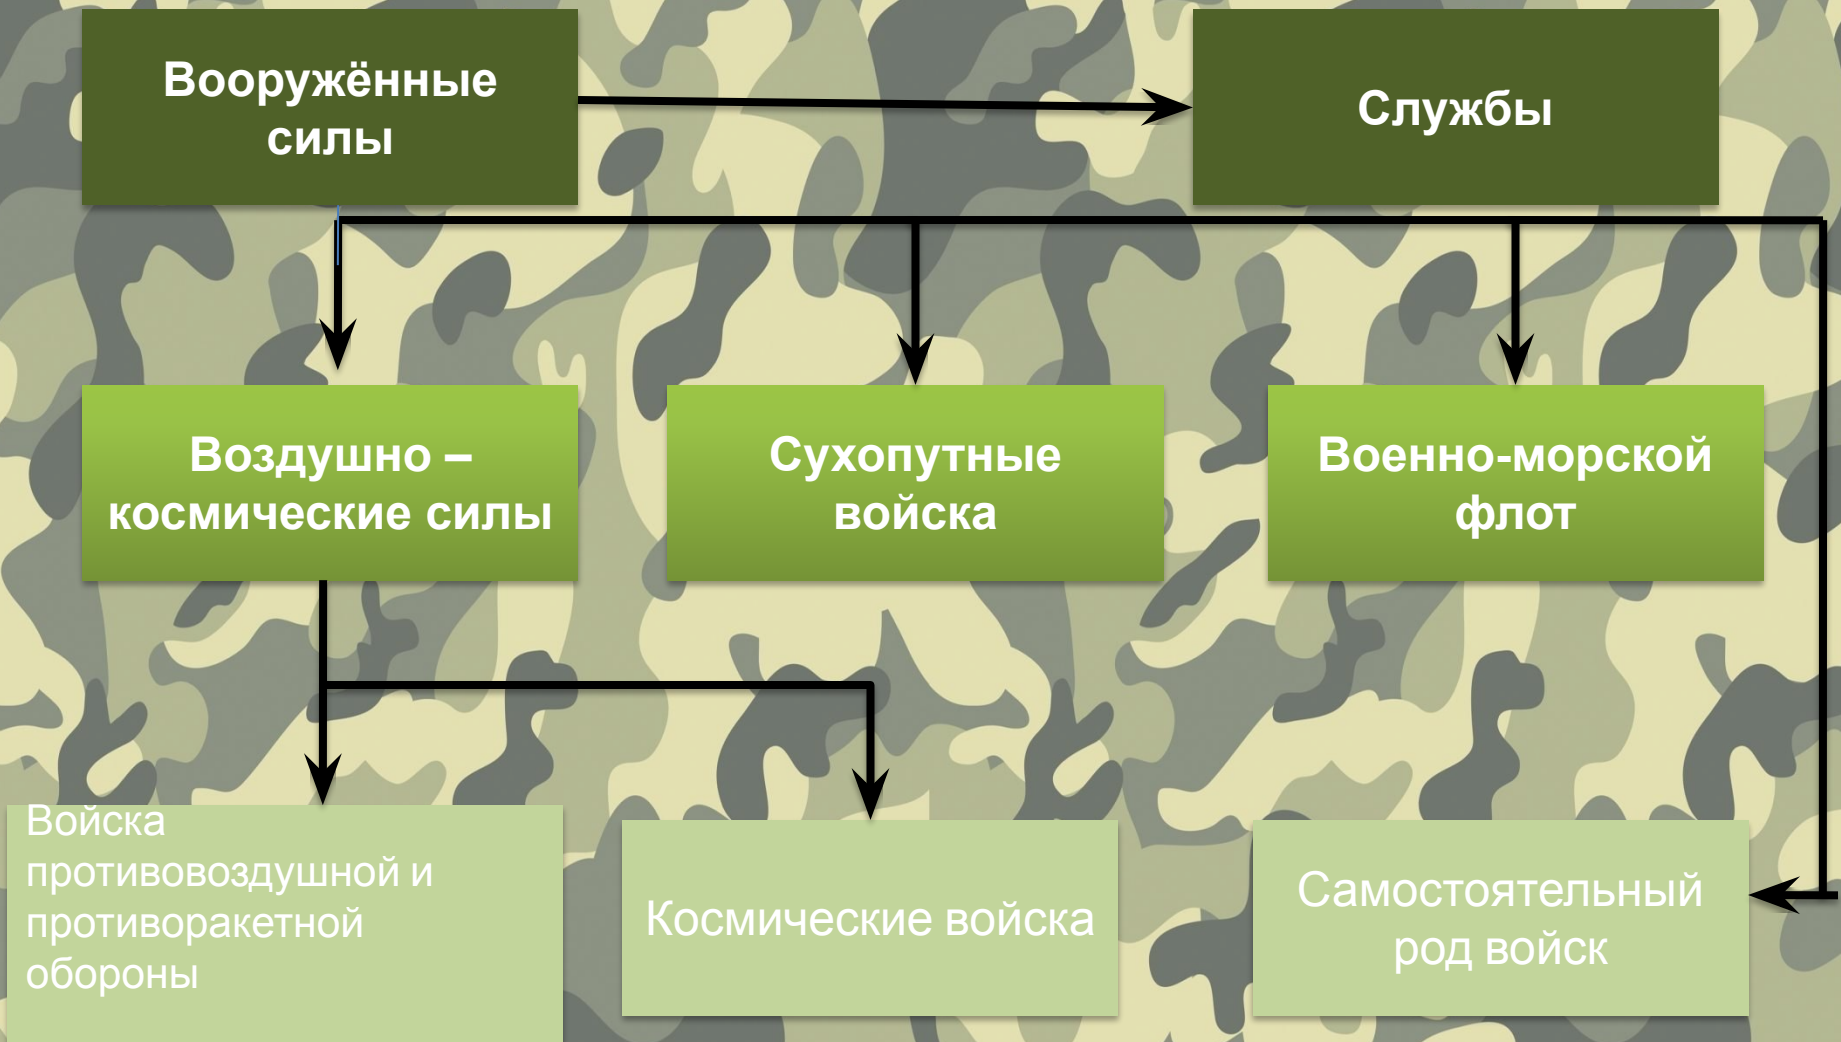 Вооружённые
силы
Службы
Воздушно –
космические силы
Сухопутные
войска
Военно-морской
флот
Войска
противовоздушной и
противоракетной
обороны
Космические войска
Самостоятельный
род войск